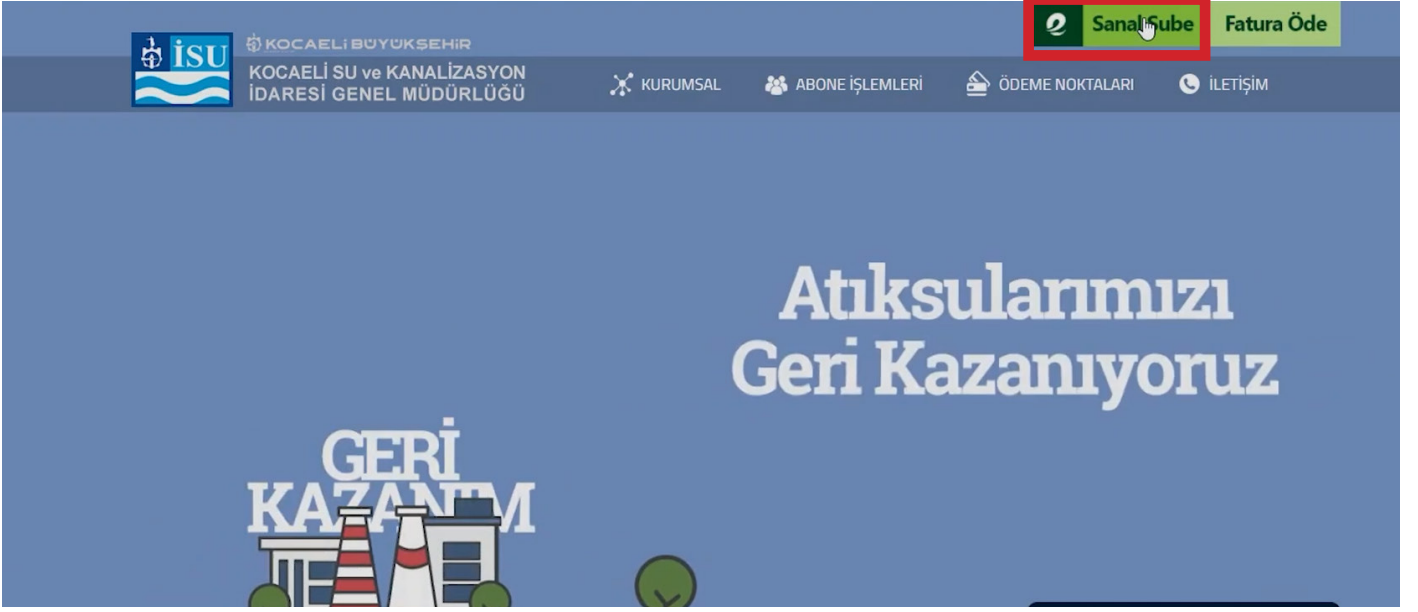 Sanal Şube
Fatura Öde
İSU
KOCAELİ BÜYÜKŞEHİR
KOCAELİ SU ve KANALİZASYON
İDARESİ GENEL MÜDÜRLÜĞÜ
KURUMSAL
ABONE İŞLEMLERİ
ÖDEME NOKTALARI
İLETİŞİM
Atıksularımızı
Geri Kazanıyoruz
GERİ
KAZANIM